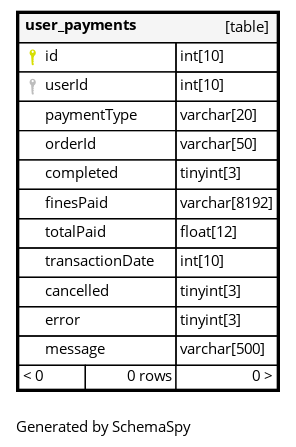 user_payments [table]
id int[10]
userId int[10]
paymentType varchar[20]
orderId varchar[50]
completed tinyint[3]
finesPaid varchar[8192]
totalPaid float[12]
transactionDate int[10]
cancelled tinyint[3]
error tinyint[3]
message varchar[500]
< 0 0 rows 0 >
Generated by SchemaSpy